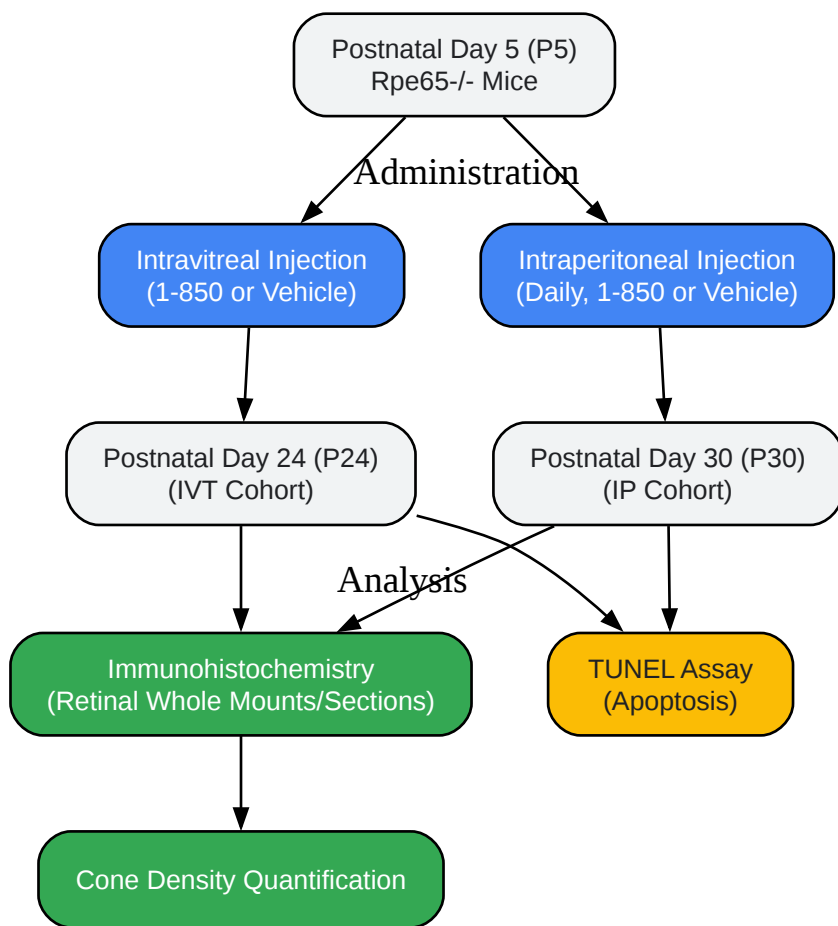 Postnatal Day 5 (P5)
Rpe65-/- Mice
Administration
Intravitreal Injection
(1-850 or Vehicle)
Intraperitoneal Injection
(Daily, 1-850 or Vehicle)
Postnatal Day 24 (P24)
(IVT Cohort)
Postnatal Day 30 (P30)
(IP Cohort)
Analysis
Immunohistochemistry
(Retinal Whole Mounts/Sections)
TUNEL Assay
(Apoptosis)
Cone Density Quantification